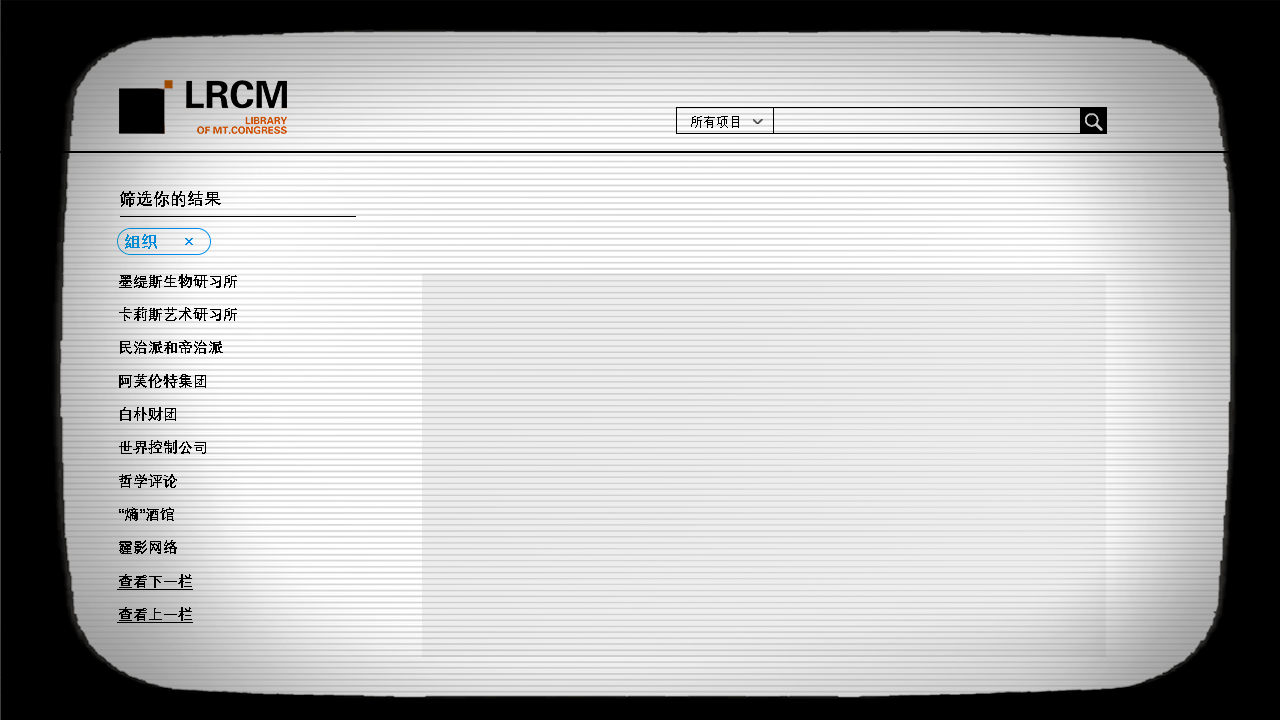 LRCM
LIBRARY
OF MT.CONGRESS
所有项目
筛选你的结果
組织 ×
墨缇斯生物研习所
卡莉斯艺术研习所
民治派和帝治派
阿芙伦特集团
白朴财团
世界控制公司
哲学评论
“熵”酒馆
霾影网络
查看下一栏
查看上一栏